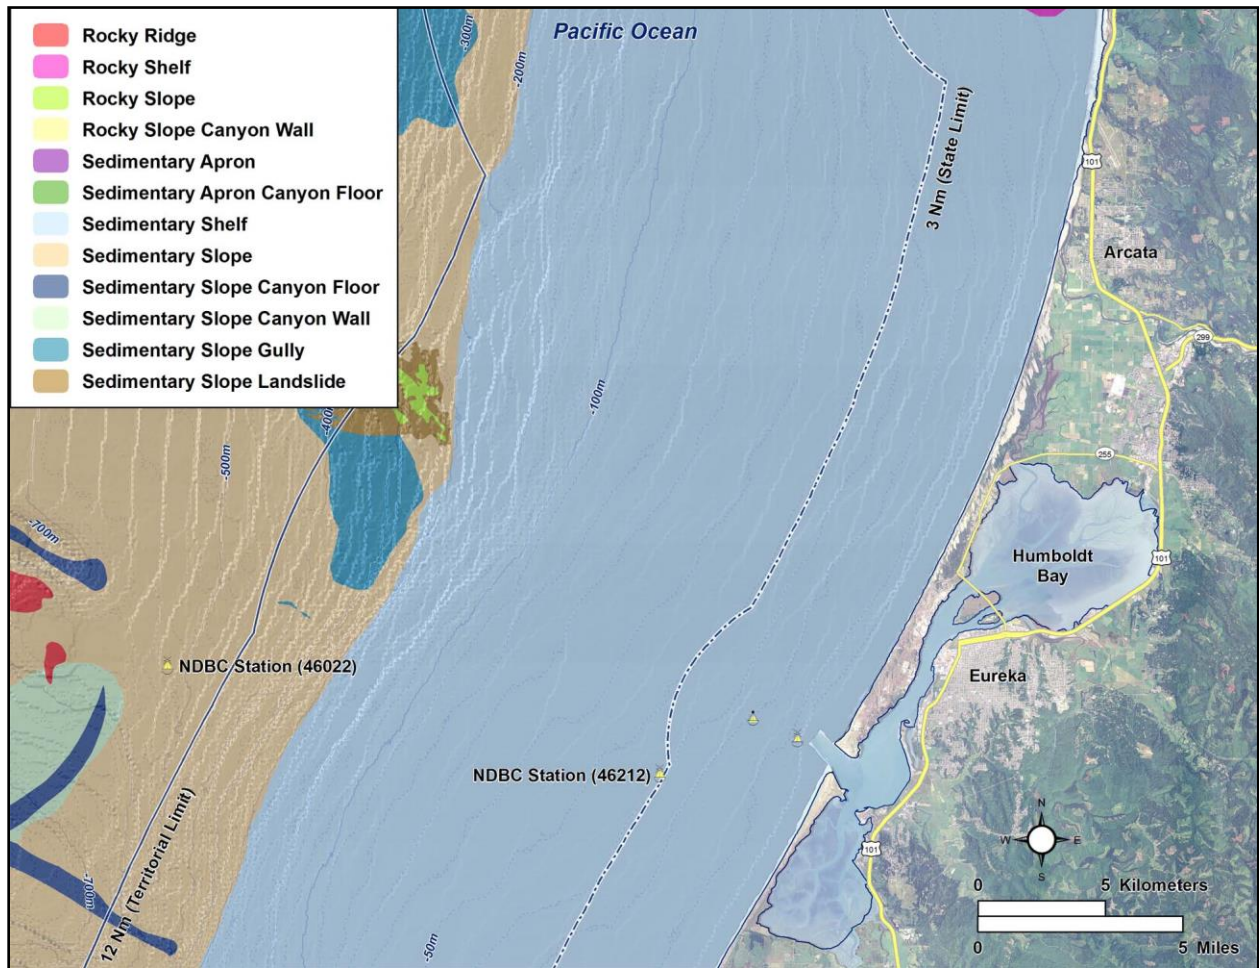 Rocky Ridge
Rocky Shelf
Rocky Slope
Rocky Slope Canyon Wall
Sedimentary Apron
Sedimentary Apron Canyon Floor
Sedimentary Shelf
Sedimentary Slope
Sedimentary Slope Canyon Floor
Sedimentary Slope Canyon Wall
Sedimentary Slope Gully
Sedimentary Slope Landslide
Pacific Ocean
-300m
-200m
3 Nm (State Limit)
101
Arcata
299
-400m
-100m
-500m
255
-700m
Humboldt
Bay
101
NDBC Station (46022)
Eureka
NDBC Station (46212)
12 Nm (Territorial Limit)
-700m
-50m
101
N
W
E
S
0
5 Kilometers
0
5 Miles